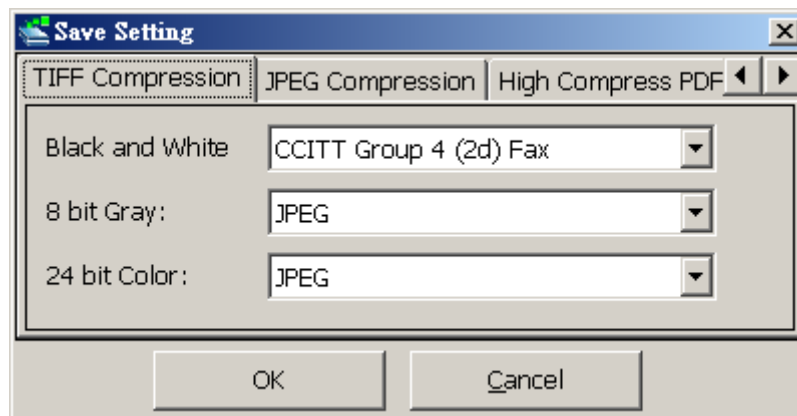 Save Setting
TIFF Compression JPEG Compression High Compress PDF
Black and White CCITT Group 4 (2d) Fax
8 bit Gray: JPEG
24 bit Color: JPEG
OK Cancel